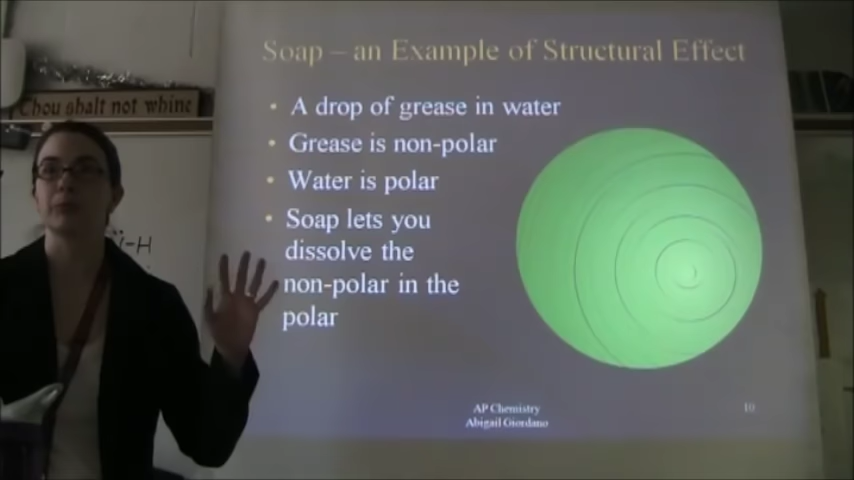 Soap – an Example of Structural Effect
Chou shalt not whine
• A drop of grease in water
• Grease is non-polar
• Water is polar
• Soap lets you
dissolve the
non-polar in the
polar
-H
AP Chemistry
Abigail Giordano
10